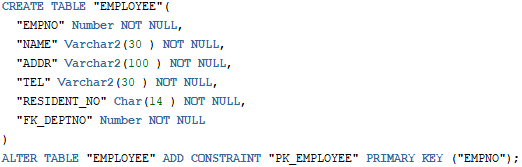 CREATE TABLE "EMPLOYEE"(
"EMPNO" Number NOT NULL,
"NAME" Varchar2(30 ) NOT NULL,
"ADDR" Varchar2(100 ) NOT NULL,
"TEL" Varchar2(30 ) NOT NULL,
"RESIDENT_NO" Char(14 ) NOT NULL,
"FK_DEPTNO" Number NOT NULL
)
ALTER TABLE "EMPLOYEE" ADD CONSTRAINT "PK_EMPLOYEE" PRIMARY KEY ("EMPNO");